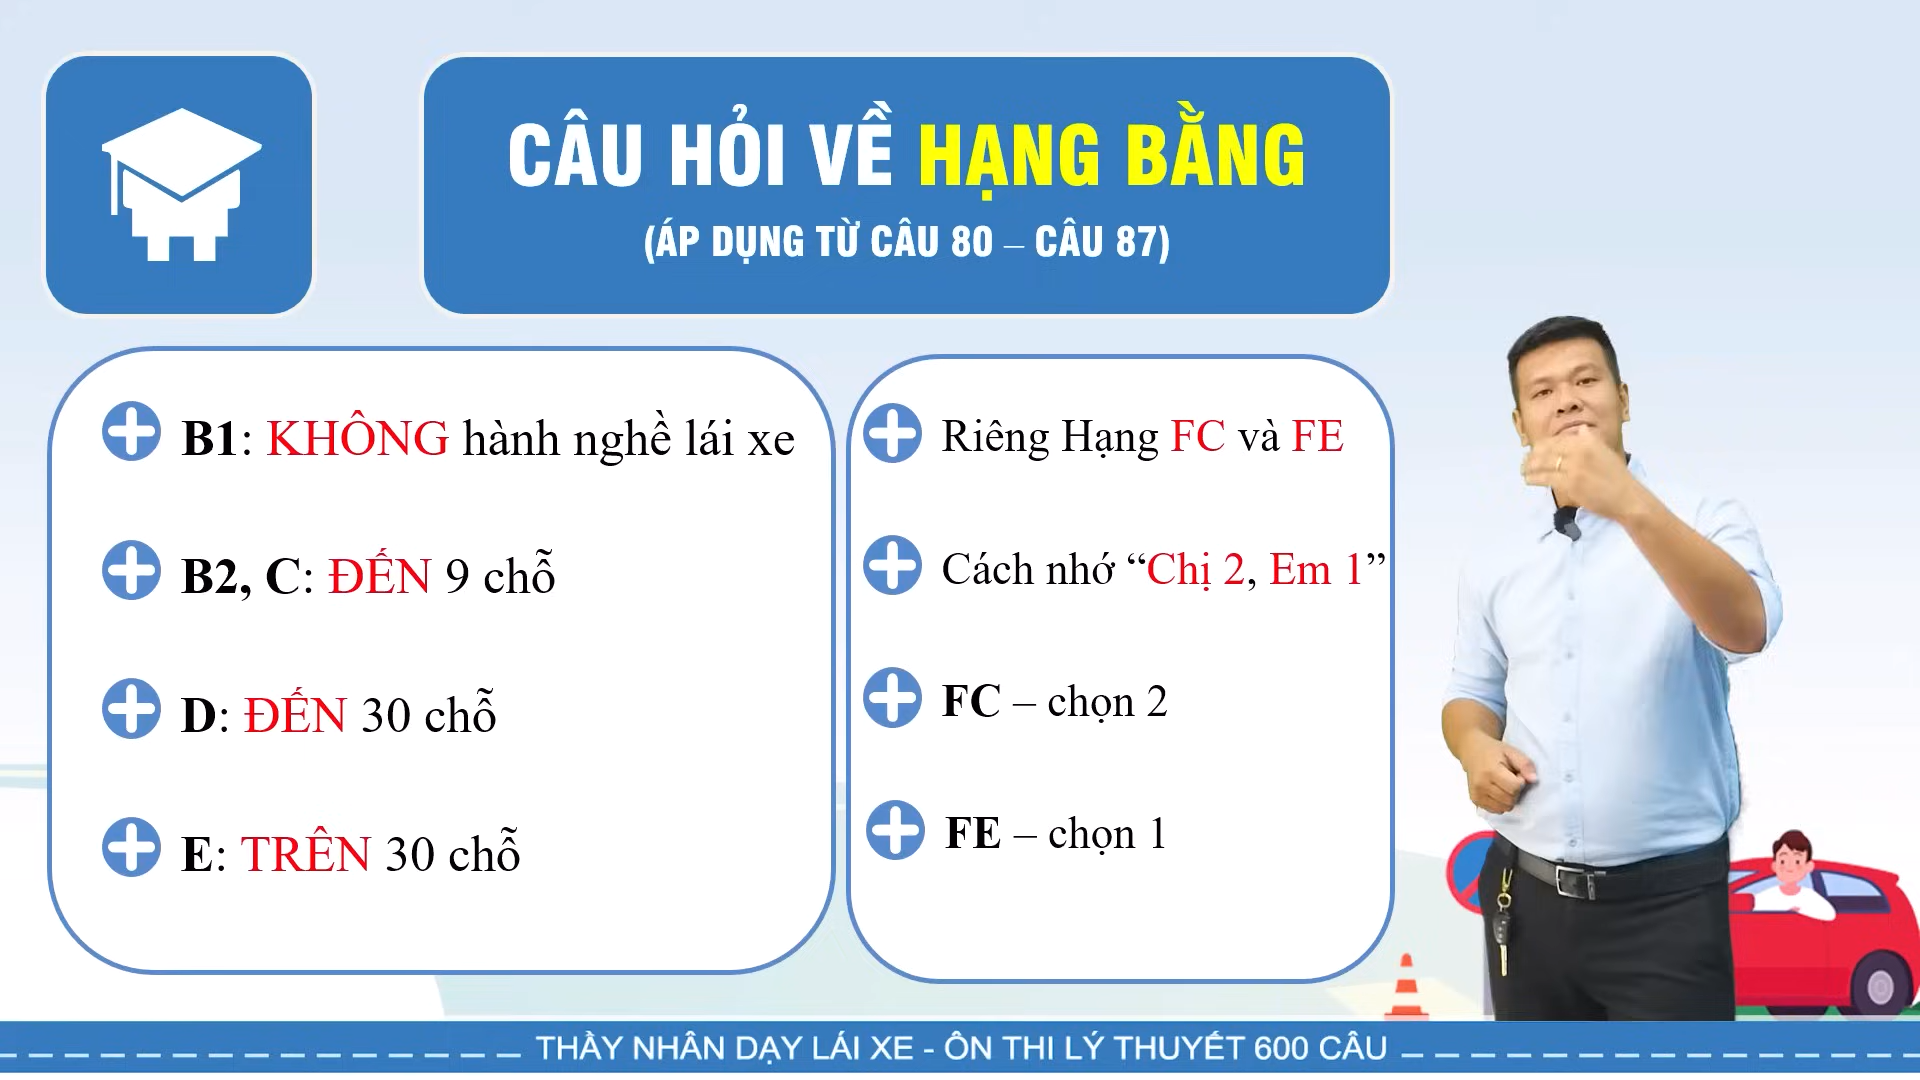 CÂU HỎI VỀ HẠNG BẰNG
(ÁP DỤNG TỪ CÂU 80 – CÂU 87)
B1: KHÔNG hành nghề lái xe
B2, C: ĐẾN 9 chỗ
D: ĐẾN 30 chỗ
E: TRÊN 30 chỗ
Riêng Hạng FC và FE
Cách nhớ “Chị 2, Em 1”
FC – chọn 2
FE – chọn 1
THẦY NHÂN DẠY LÁI XE - ÔN THI LÝ THUYẾT 600 CÂU